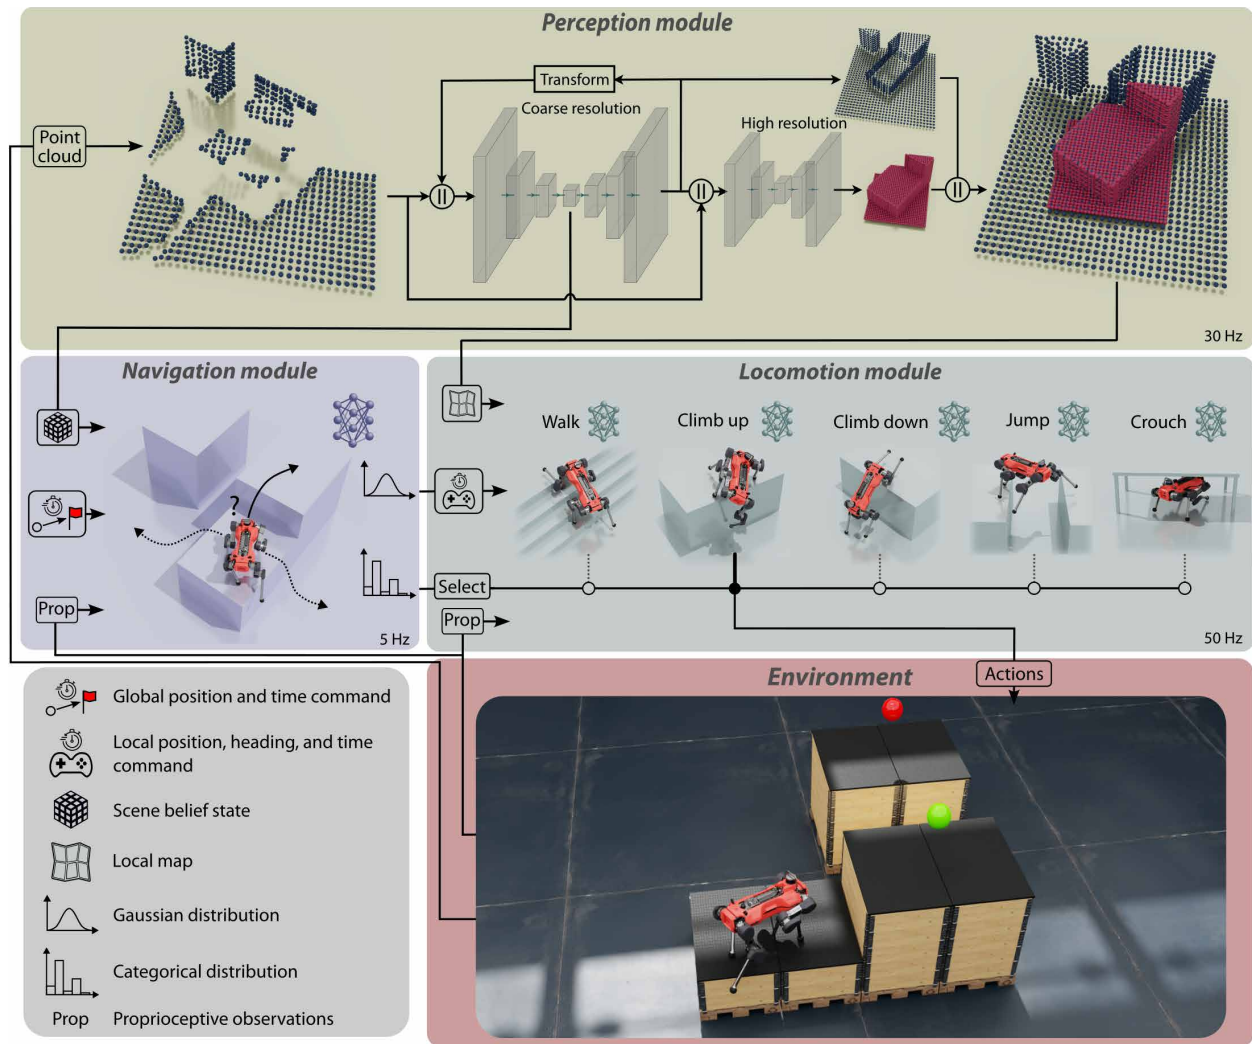 Perception module
Point
cloud
Transform
Coarse resolution
High resolution
30 Hz
Navigation module
?
Prop
5 Hz
Locomotion module
Walk
Climb up
Climb down
Jump
Crouch
Select
Prop
50 Hz
Environment
Actions
Global position and time command
Local position, heading, and time
command
Scene belief state
Local map
Gaussian distribution
Categorical distribution
Prop Proprioceptive observations